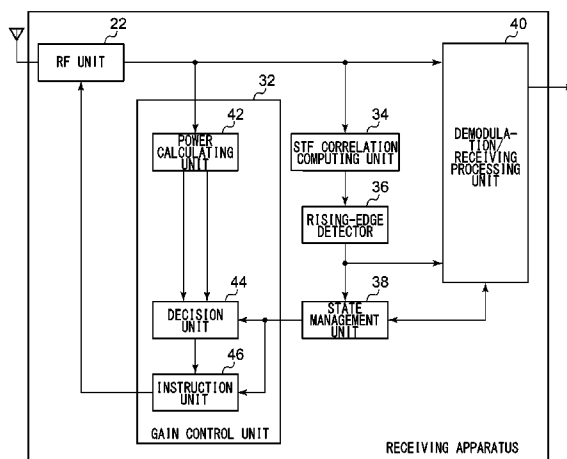 22
RF UNIT
32
42
POWER
CALCULATING
UNIT
34
STF CORRELATION
COMPUTING UNIT
36
RISING-EDGE
DETECTOR
40
DEMODULA-
TION/
RECEIVING
PROCESSING
UNIT
44
DECISION
UNIT
38
STATE
MANAGEMENT
UNIT
46
INSTRUCTION
UNIT
GAIN CONTROL UNIT
RECEIVING APPARATUS